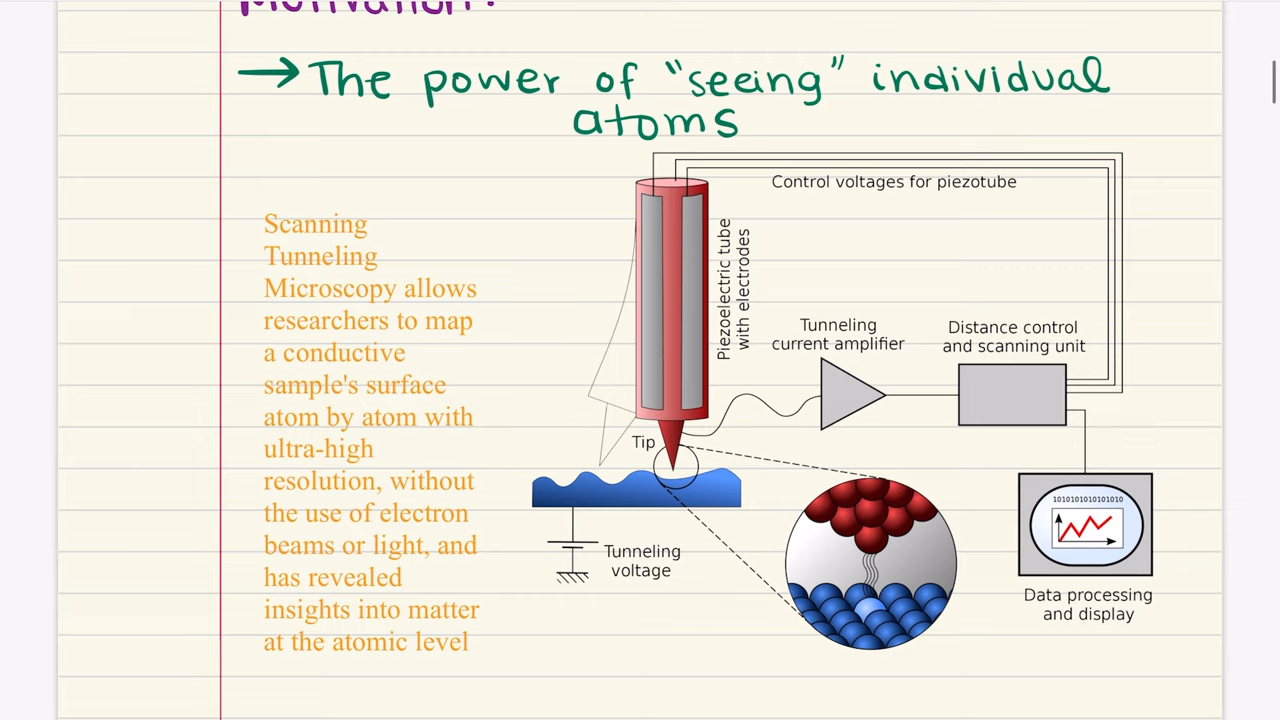 Motivation:
→ The power of "seeing" individual
atoms
Control voltages for piezotube
Scanning
Tunneling
Microscopy allows
researchers to map
a conductive
sample's surface
atom by atom with
ultra-high
resolution, without
the use of electron
beams or light, and
has revealed
insights into matter
at the atomic level
Piezoelectric tube
with electrodes
Tunneling
current amplifier
Distance control
and scanning unit
Tip
Tunneling
voltage
1010101010101010
Data processing
and display